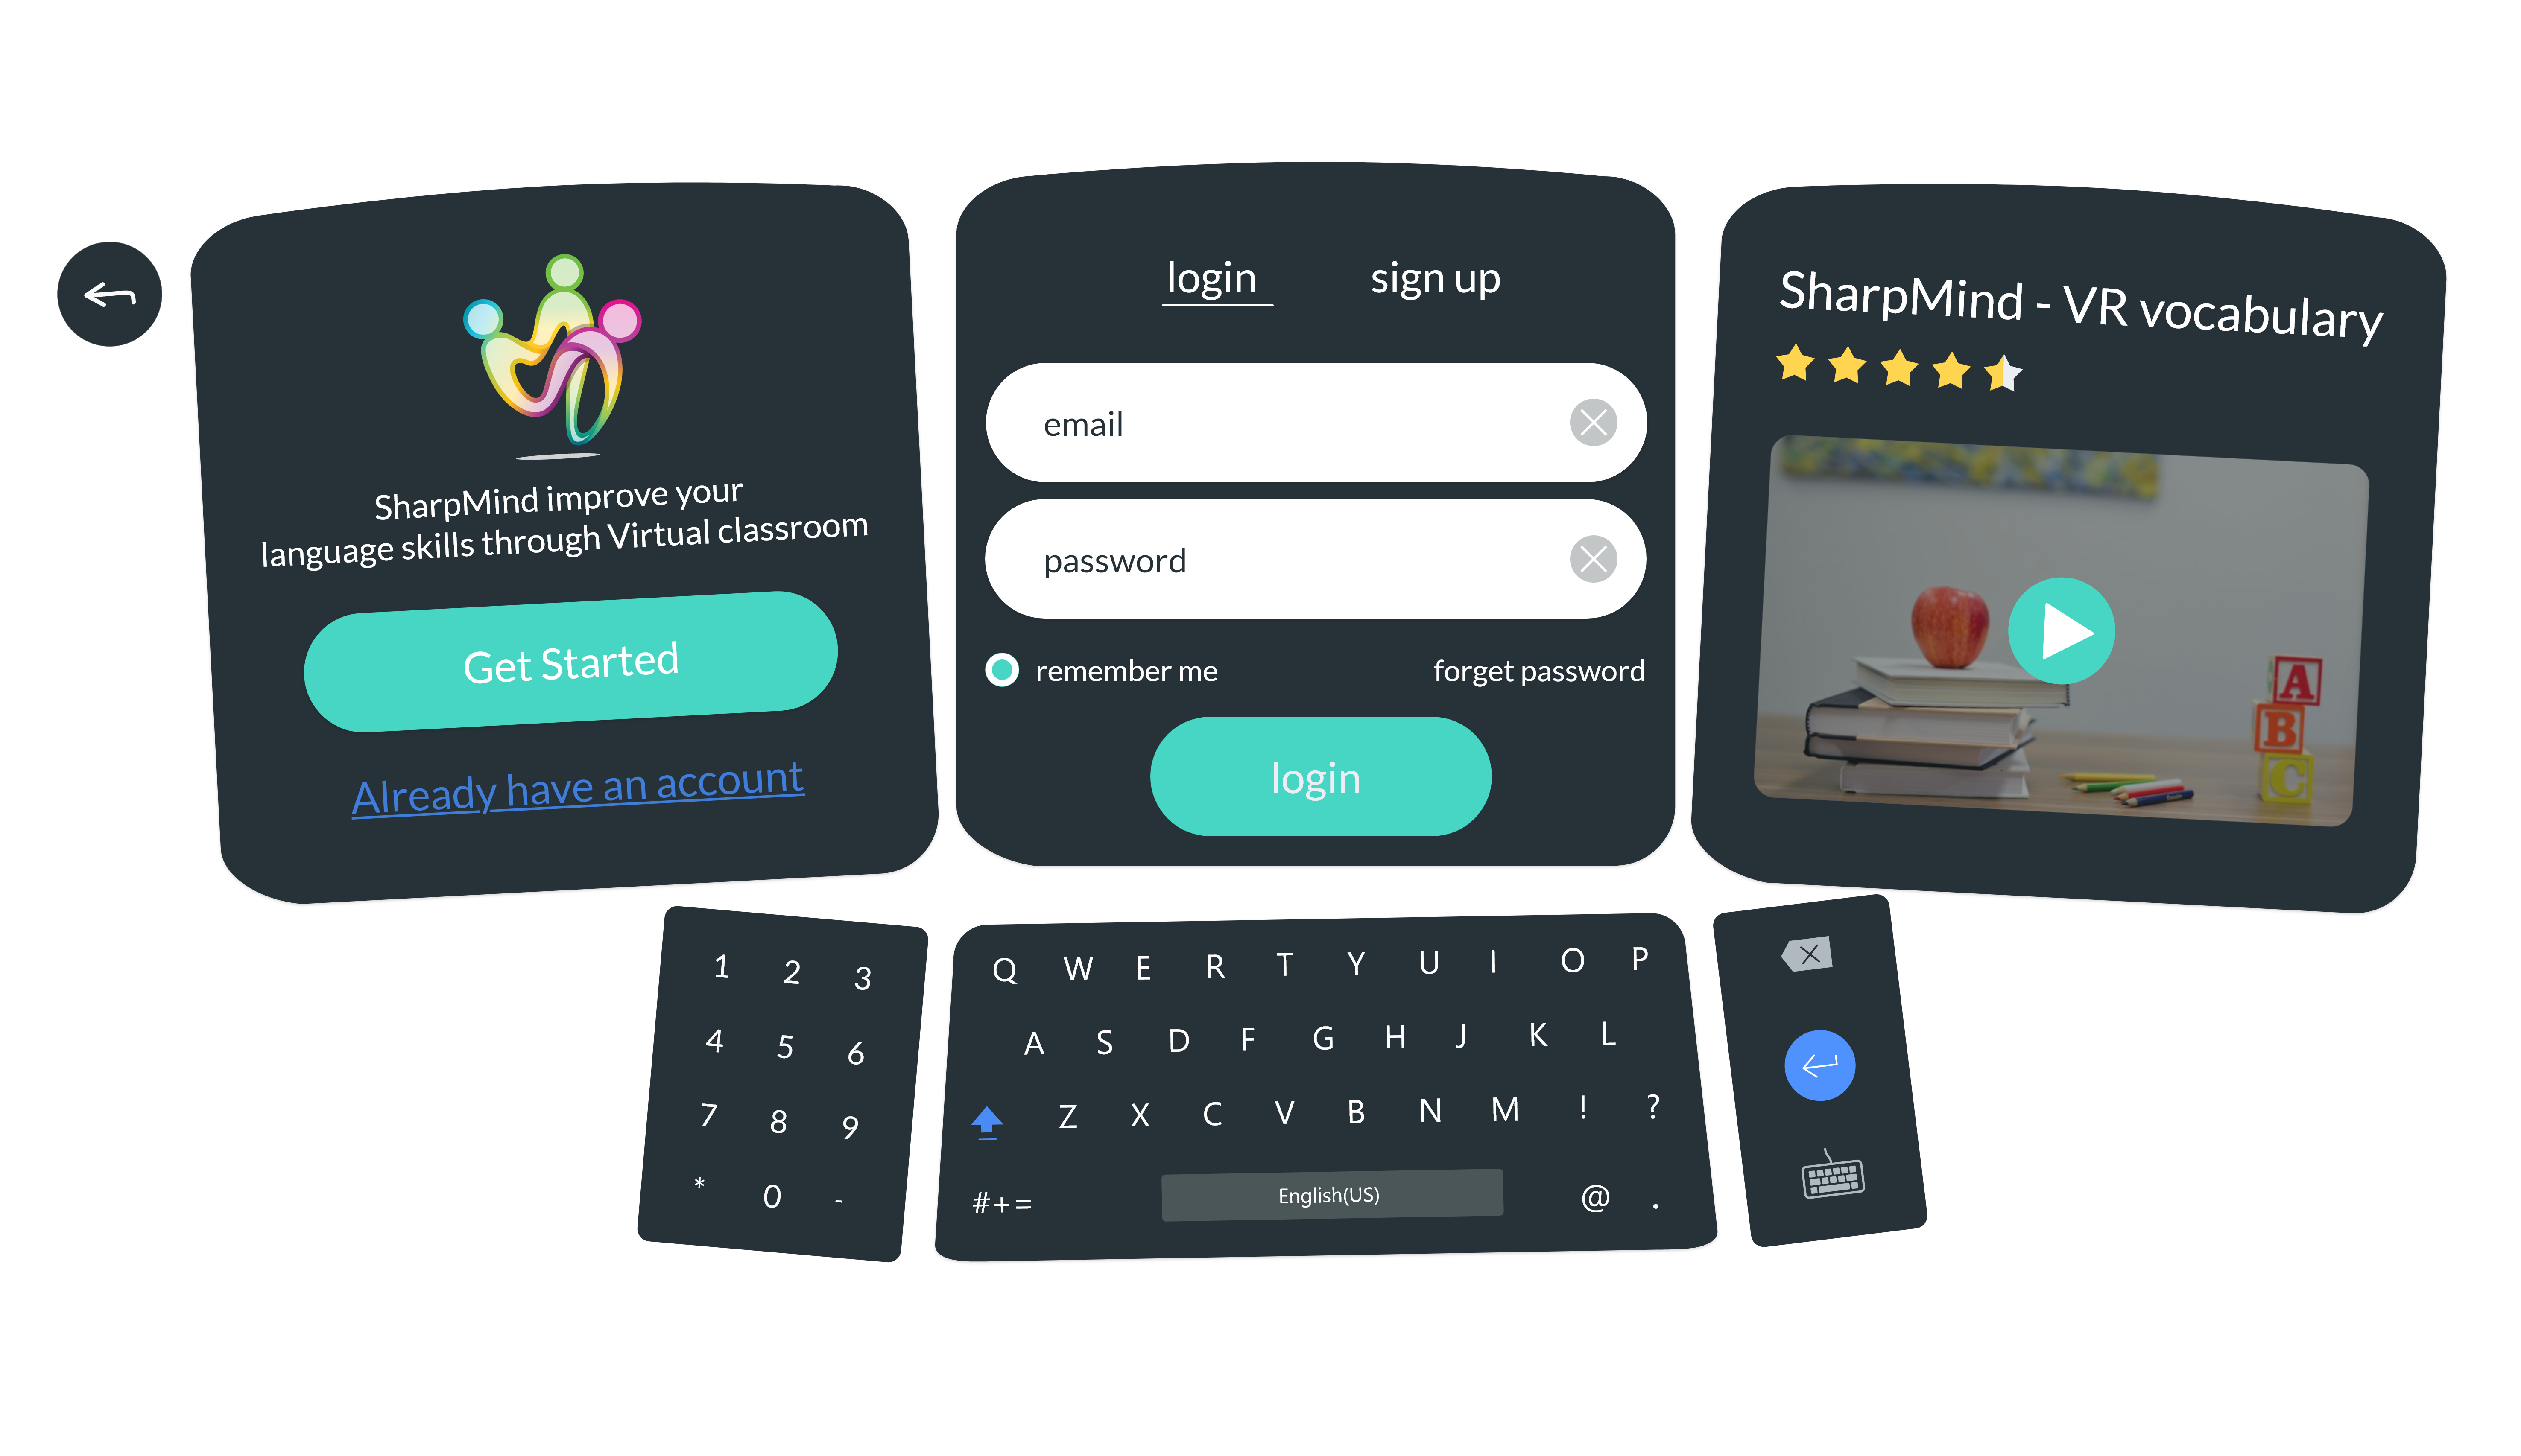 SharpMind improve your
language skills through Virtual classroom
Get Started
Already have an account
login sign up
email
password
remember me forget password
login
SharpMind - VR vocabulary
A
B
C
1 2 3
4 5 6
7 8 9
* 0 -
Q W E R T Y U I O P
A S D F G H J K L
Z X C V B N M ! ?
#+= English(US) @ .